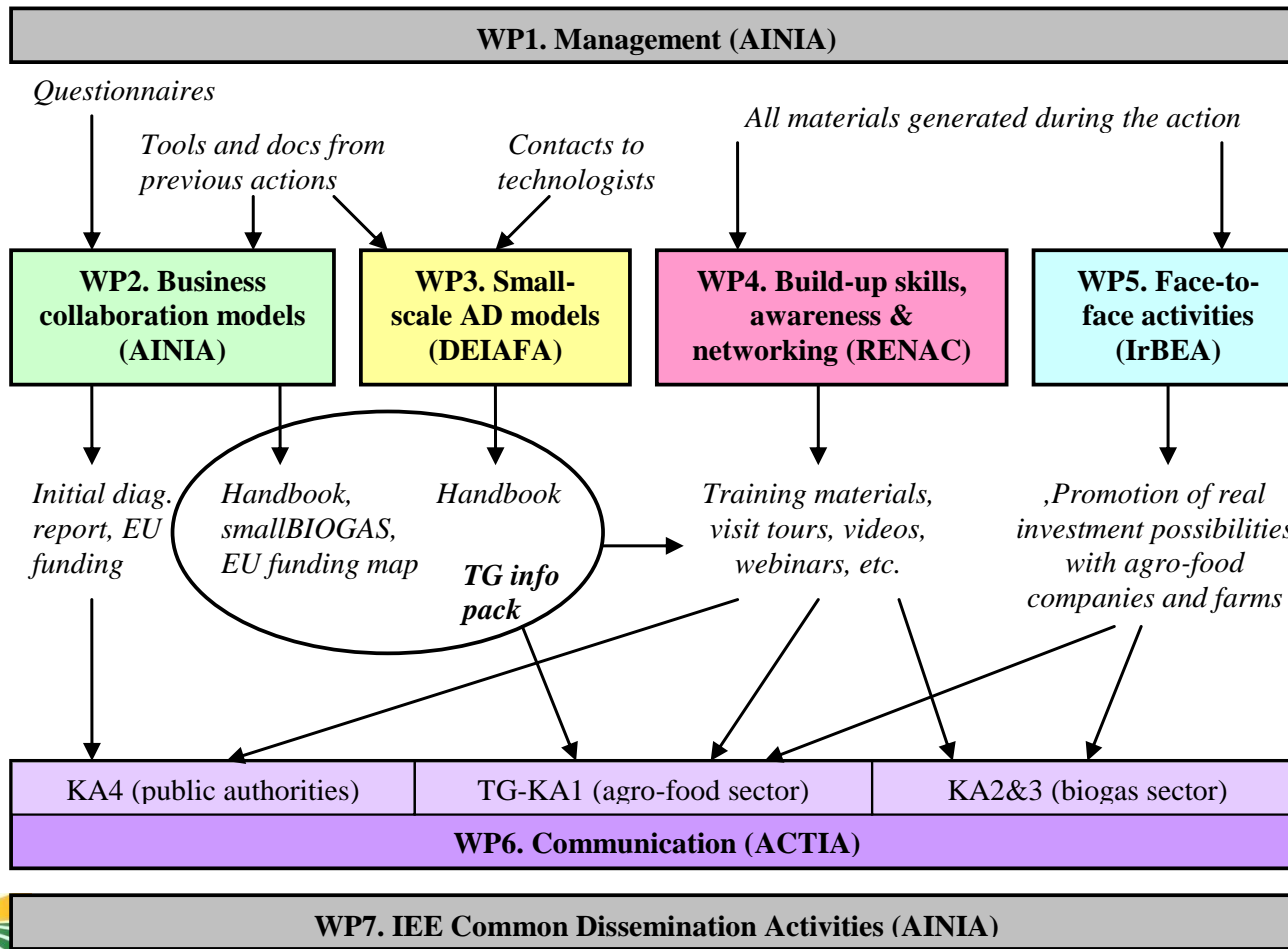 WP1. Management (AINIA)
Questionnaires
Tools and docs from
previous actions
Contacts to
technologists
All materials generated during the action
WP2. Business
collaboration models
(AINIA)
WP3. Small-
scale AD models
(DEIAFA)
WP4. Build-up skills,
awareness &
networking (RENAC)
WP5. Face-to-
face activities
(IrBEA)
Initial diag.
report, EU
funding
Handbook,
smallBIOGAS,
EU funding map
Handbook
TG info
pack
Training materials,
visit tours, videos,
webinars, etc.
,Promotion of real
investment possibilities
with agro-food
companies and farms
KA4 (public authorities)
TG-KA1 (agro-food sector)
KA2&3 (biogas sector)
WP6. Communication (ACTIA)
WP7. IEE Common Dissemination Activities (AINIA)